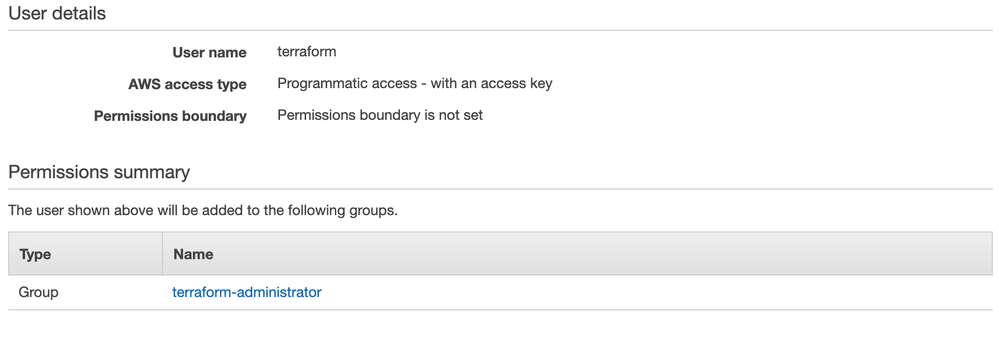 User details
User name terraform
AWS access type Programmatic access - with an access key
Permissions boundary Permissions boundary is not set
Permissions summary
The user shown above will be added to the following groups.
Type Name
Group terraform-administrator